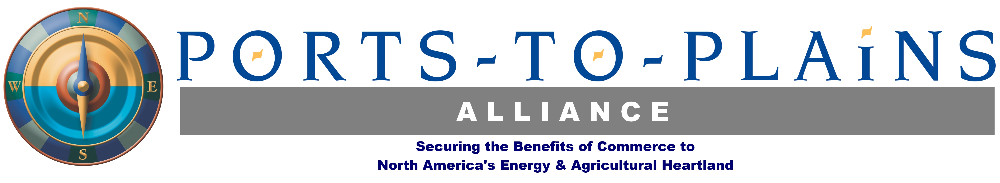 N
W
E
S
PORTS-TO-PLAiNS
ALLIANCE
Securing the Benefits of Commerce to
North America's Energy & Agricultural Heartland